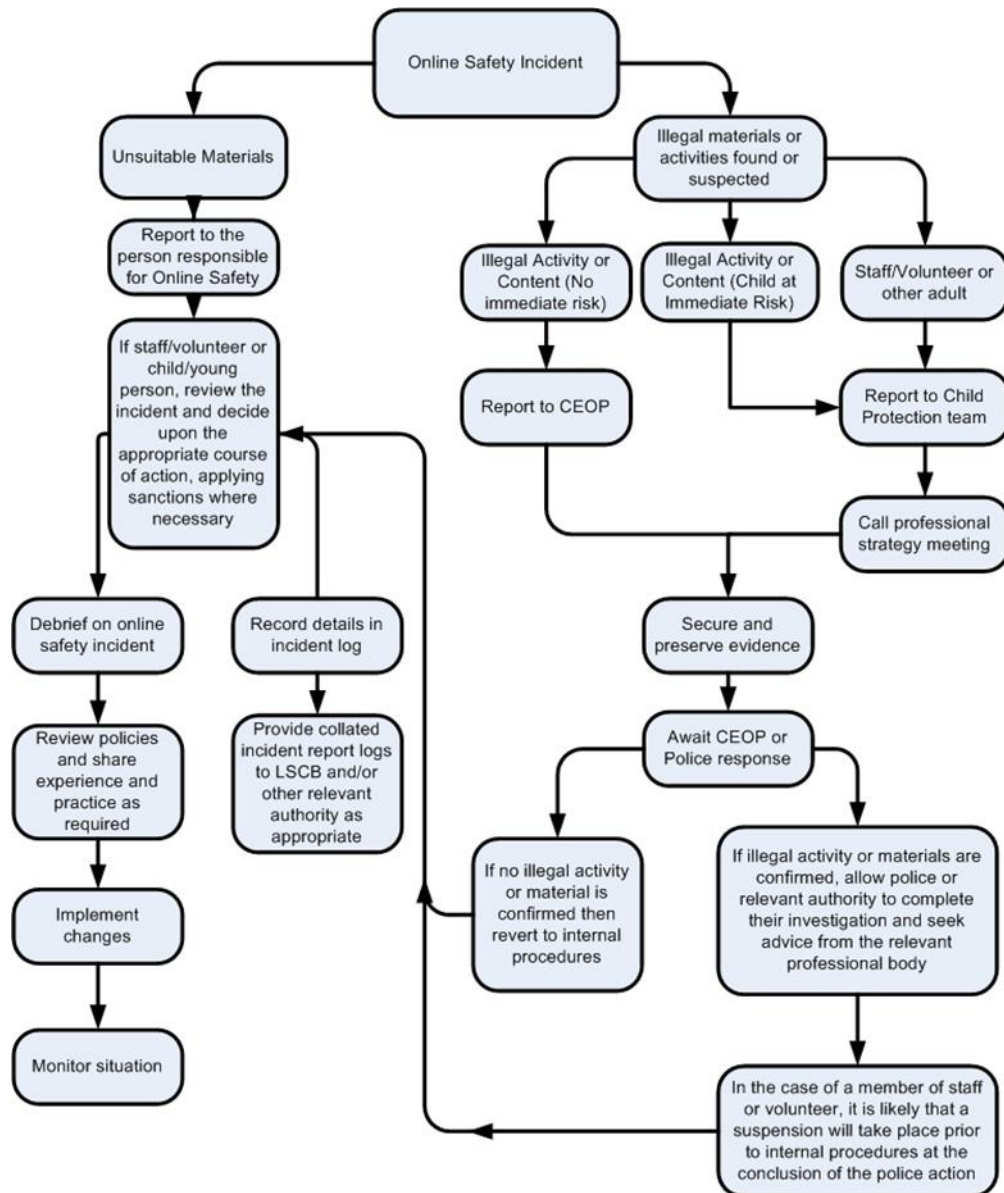 Online Safety Incident
Unsuitable Materials
Report to the
person responsible
for Online Safety
If staff/volunteer or
child/young
person, review the
incident and decide
upon the
appropriate course
of action, applying
sanctions where
necessary
Debrief on online
safety incident
Review policies
and share
experience and
practice as
required
Implement
changes
Monitor situation
Record details in
incident log
Provide collated
incident report logs
to LSCB and/or
other relevant
authority as
appropriate
Illegal materials or
activities found or
suspected
Illegal Activity or
Content (No
immediate risk)
Illegal Activity or
Content (Child at
Immediate Risk)
Staff/Volunteer or
other adult
Report to CEOP
Report to Child
Protection team
Call professional
strategy meeting
Secure and
preserve evidence
Await CEOP or
Police response
If no illegal activity
or material is
confirmed then
revert to internal
procedures
If illegal activity or materials are
confirmed, allow police or
relevant authority to complete
their investigation and seek
advice from the relevant
professional body
In the case of a member of staff
or volunteer, it is likely that a
suspension will take place prior
to internal procedures at the
conclusion of the police action